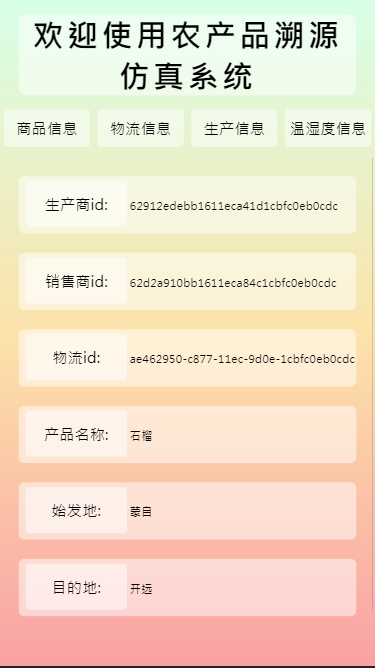 欢迎使用农产品溯源
仿真系统
商品信息 物流信息 生产信息 温湿度信息
生产商id: 62912edebb1611eca41d1cbfc0eb0cdc
销售商id: 62d2a910bb1611eca84c1cbfc0eb0cdc
物流id: ae462950-c877-11ec-9d0e-1cbfc0eb0cdc
产品名称: 石榴
始发地: 蒙自
目的地: 开远